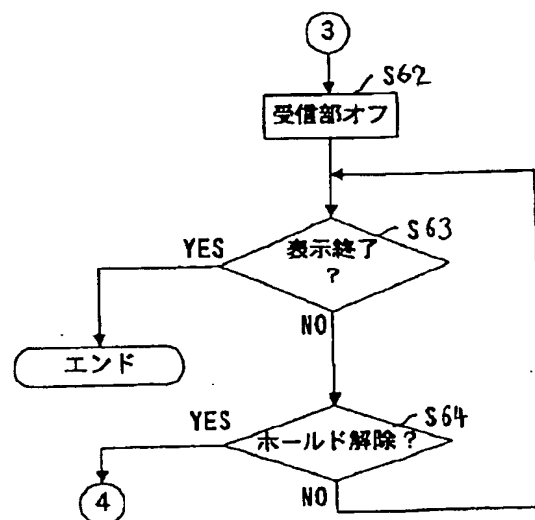 3
S62
受信部オフ
S63
YES
表示終了
?
NO
エンド
S64
YES
ホールド解除?
NO
4